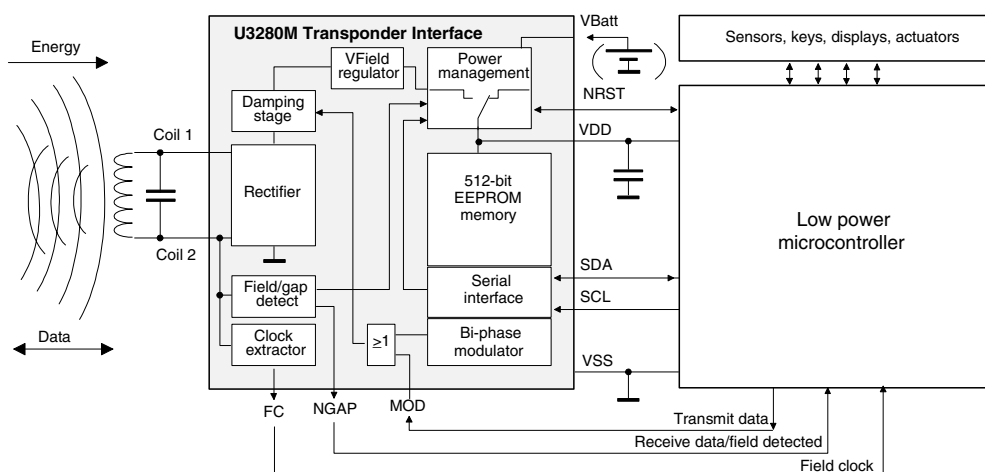 U3280M Transponder Interface
Energy
VField
regulator
Power
management
VBatt
Sensors, keys, displays, actuators
Damping
stage
NRST
VDD
Coil 1
Rectifier
512-bit
EEPROM
memory
Low power
microcontroller
Coil 2
SDA
Field/gap
detect
Serial
interface
SCL
Data
Clock
extractor
≥1
Bi-phase
modulator
VSS
FC
NGAP
MOD
Transmit data
Receive data/field detected
Field clock